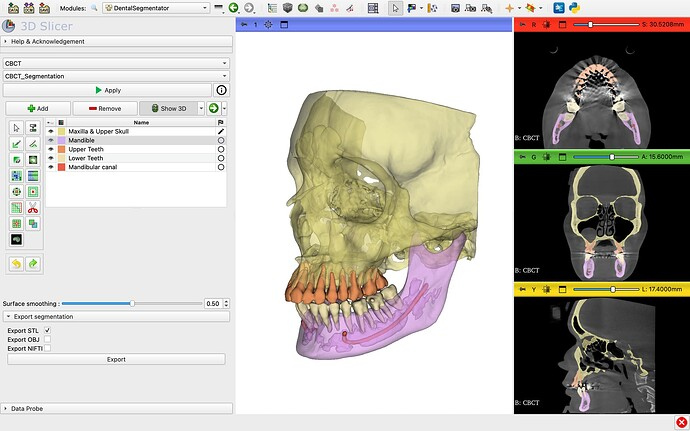 Modules:
DentalSegmentator
3D Slicer
Help & Acknowledgement
CBCT
CBCT_Segmentation
Apply
Add
Remove
Show 3D
Name
Maxilla & Upper Skull
Mandible
Upper Teeth
Lower Teeth
Mandibular canal
Surface smoothing :
0.50
Export segmentation
Export STL
Export OBJ
Export NIFTI
Export
Data Probe
1
R
S: 30.5208mm
B: CBCT
G
A: 15.6000mm
B: CBCT
Y
L: 17.4000mm
B: CBCT